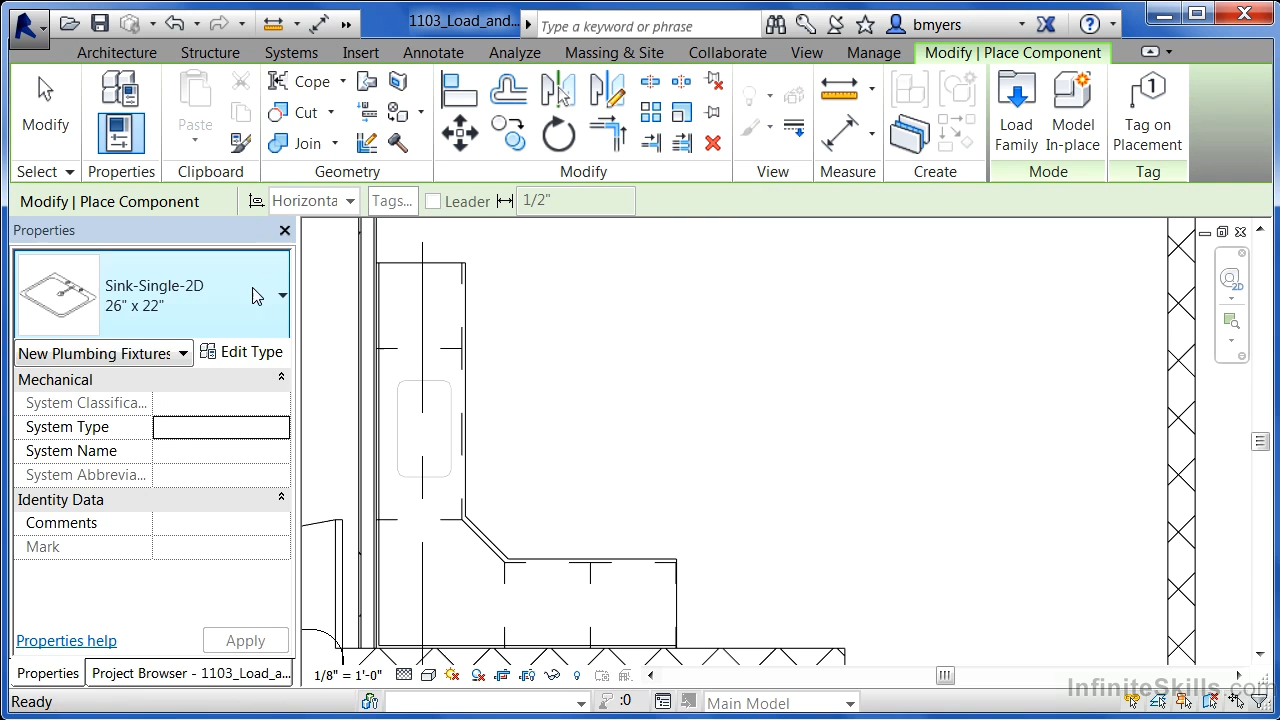 1103_Load_and...
Type a keyword or phrase
bmyers
Architecture Structure Systems Insert Annotate Analyze Massing & Site Collaborate View Manage Modify | Place Component
Modify
Paste
Cope
Cut
Join
Load Family
Model In-place
Tag on Placement
Select Properties Clipboard Geometry Modify View Measure Create Mode Tag
Modify | Place Component Horizonta Tags... Leader 1/2"
Properties
Sink-Single-2D
26" x 22"
New Plumbing Fixtures Edit Type
Mechanical
System Classifica...
System Type
System Name
System Abbrevia...
Identity Data
Comments
Mark
Properties help Apply
Properties Project Browser - 1103_Load_a...
1/8" = 1'-0"
2D
InfiniteSkills.com
Ready :0 Main Model